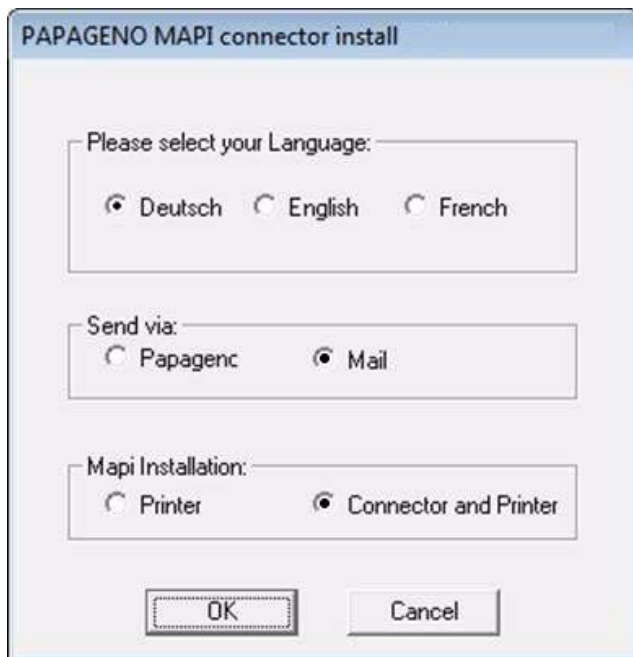 PAPAGENO MAPI connector install
Please select your Language:
Deutsch English French
Send via:
Papagenc Mail
Mapi Installation:
Printer Connector and Printer
OK Cancel